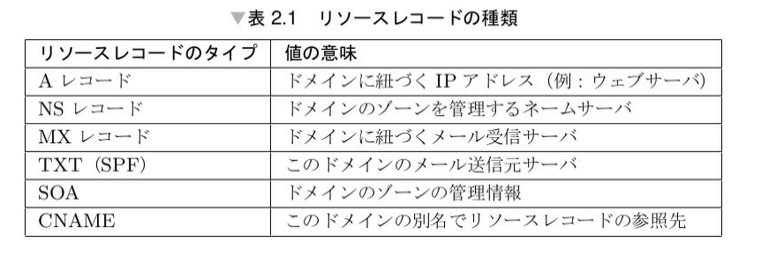 ▼表 2.1 リソースレコードの種類
リソースレコードのタイプ 値の意味
A レコード ドメインに紐づく IP アドレス（例：ウェブサーバ）
NS レコード ドメインのゾーンを管理するネームサーバ
MX レコード ドメインに紐づくメール受信サーバ
TXT（SPF） このドメインのメール送信元サーバ
SOA ドメインのゾーンの管理情報
CNAME このドメインの別名でリソースレコードの参照先